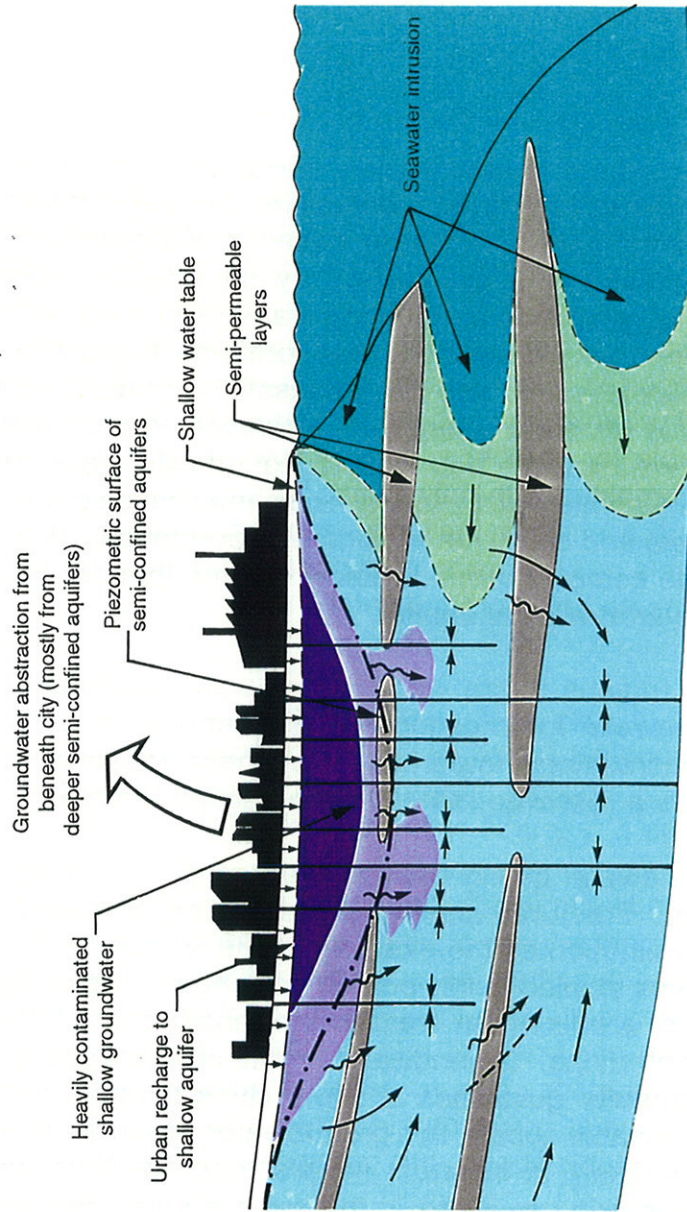 Groundwater abstraction from
beneath city (mostly from
deeper semi-confined aquifers)
Heavily contaminated
shallow groundwater
Urban recharge to
shallow aquifer
Piezometric surface of
semi-confined aquifers
Shallow water table
Semi-permeable
layers
Seawater intrusion